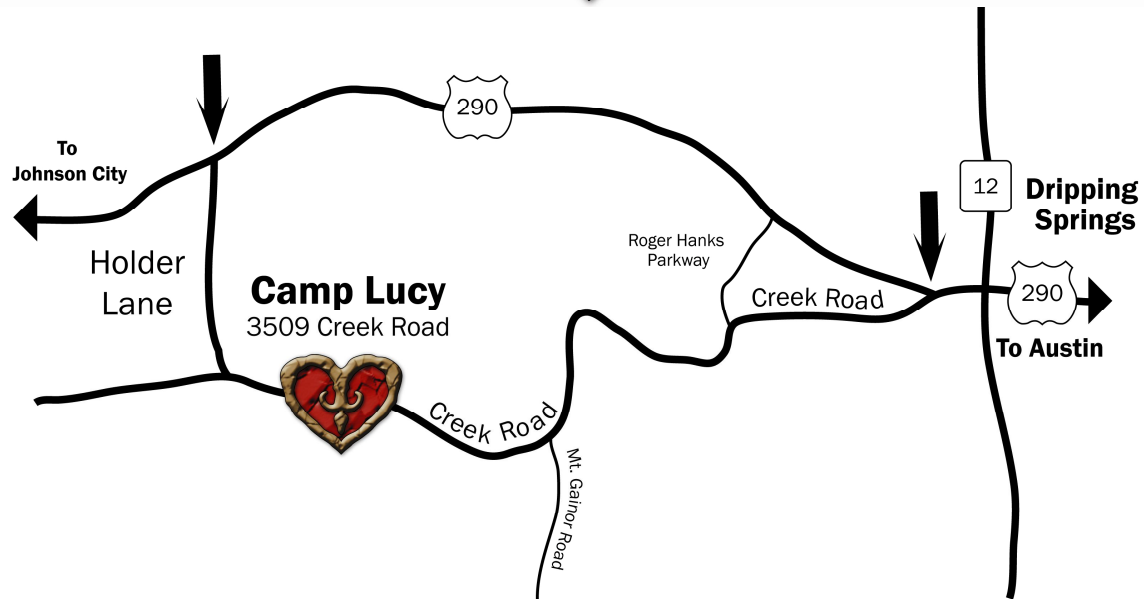 290
To
Johnson City
12
Dripping
Springs
Roger Hanks
Parkway
Holder
Lane
Camp Lucy
3509 Creek Road
Creek Road
290
To Austin
Creek Road
Mt. Gainor Road